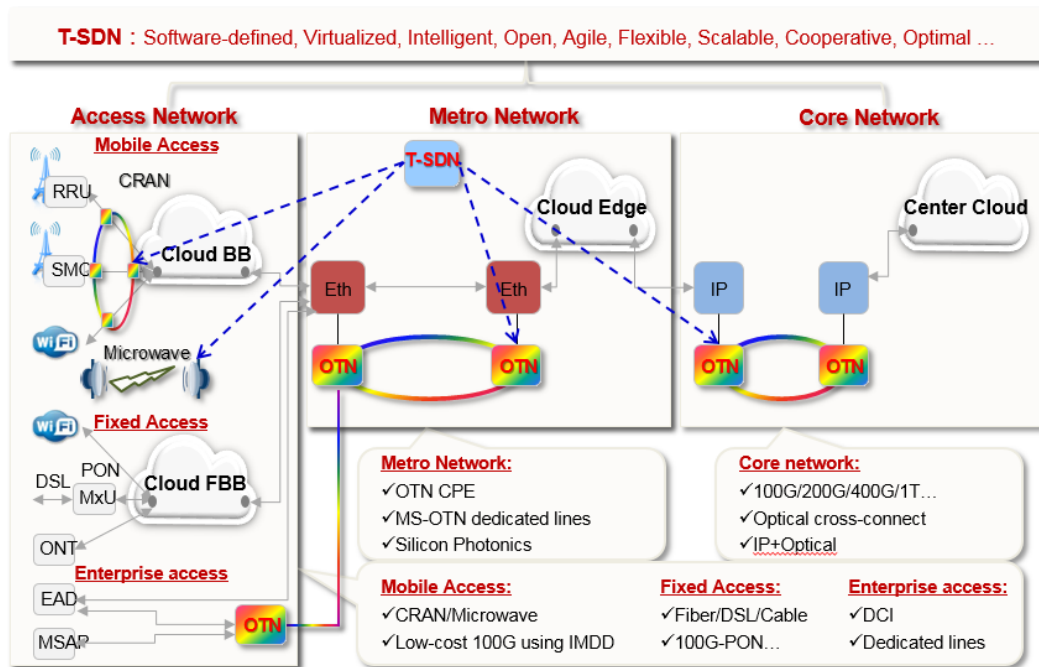 T-SDN : Software-defined, Virtualized, Intelligent, Open, Agile, Flexible, Scalable, Cooperative, Optimal ...
Access Network
Metro Network
Core Network
Mobile Access
RRU
CRAN
SMC
Cloud BB
WiFi
Microwave
T-SDN
Cloud Edge
Center Cloud
Eth
Eth
IP
IP
OTN
OTN
OTN
OTN
Fixed Access
WiFi
PON
DSL
MxU
Cloud FBB
ONT
Enterprise access
EAD
MSAP
OTN
Metro Network:
✓OTN CPE
✓MS-OTN dedicated lines
✓Silicon Photonics
Core network:
✓100G/200G/400G/1T...
✓Optical cross-connect
✓IP+Optical
Mobile Access:
✓CRAN/Microwave
✓Low-cost 100G using IMDD
Fixed Access:
✓Fiber/DSL/Cable
✓100G-PON...
Enterprise access:
✓DCI
✓Dedicated lines